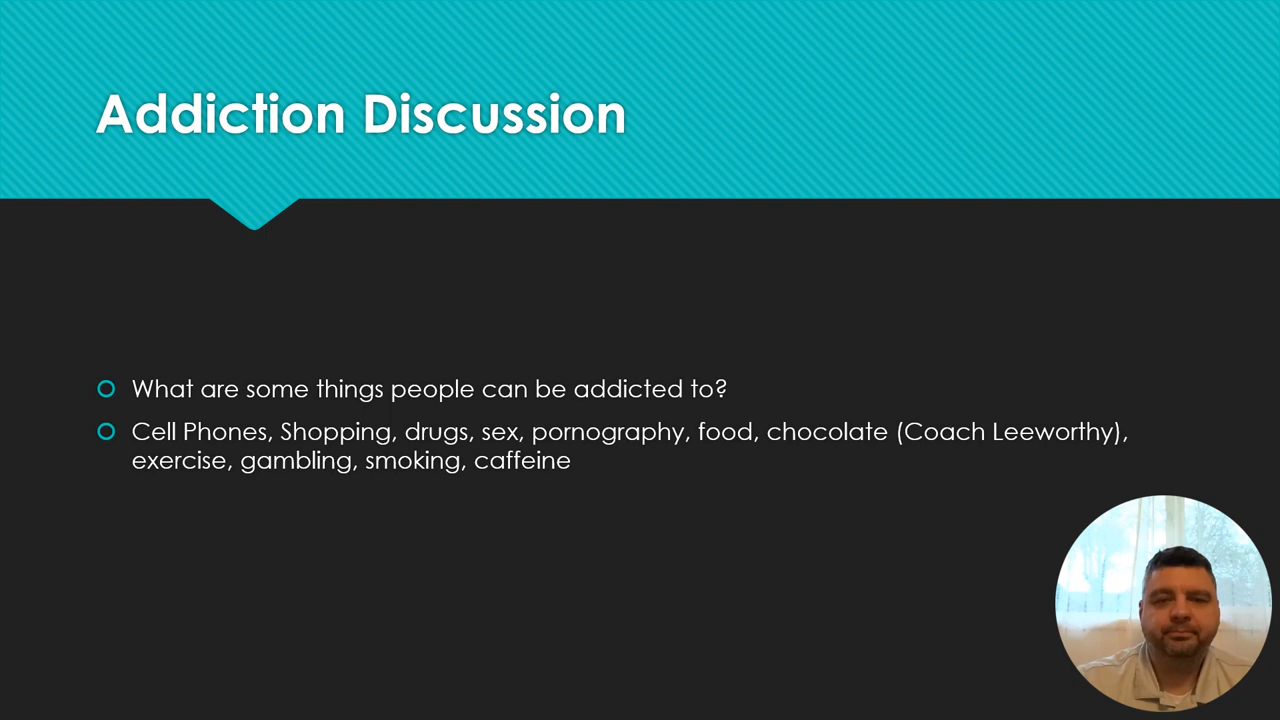 Addiction Discussion
What are some things people can be addicted to?
Cell Phones, Shopping, drugs, sex, pornography, food, chocolate (Coach Leeworthy),
exercise, gambling, smoking, caffeine